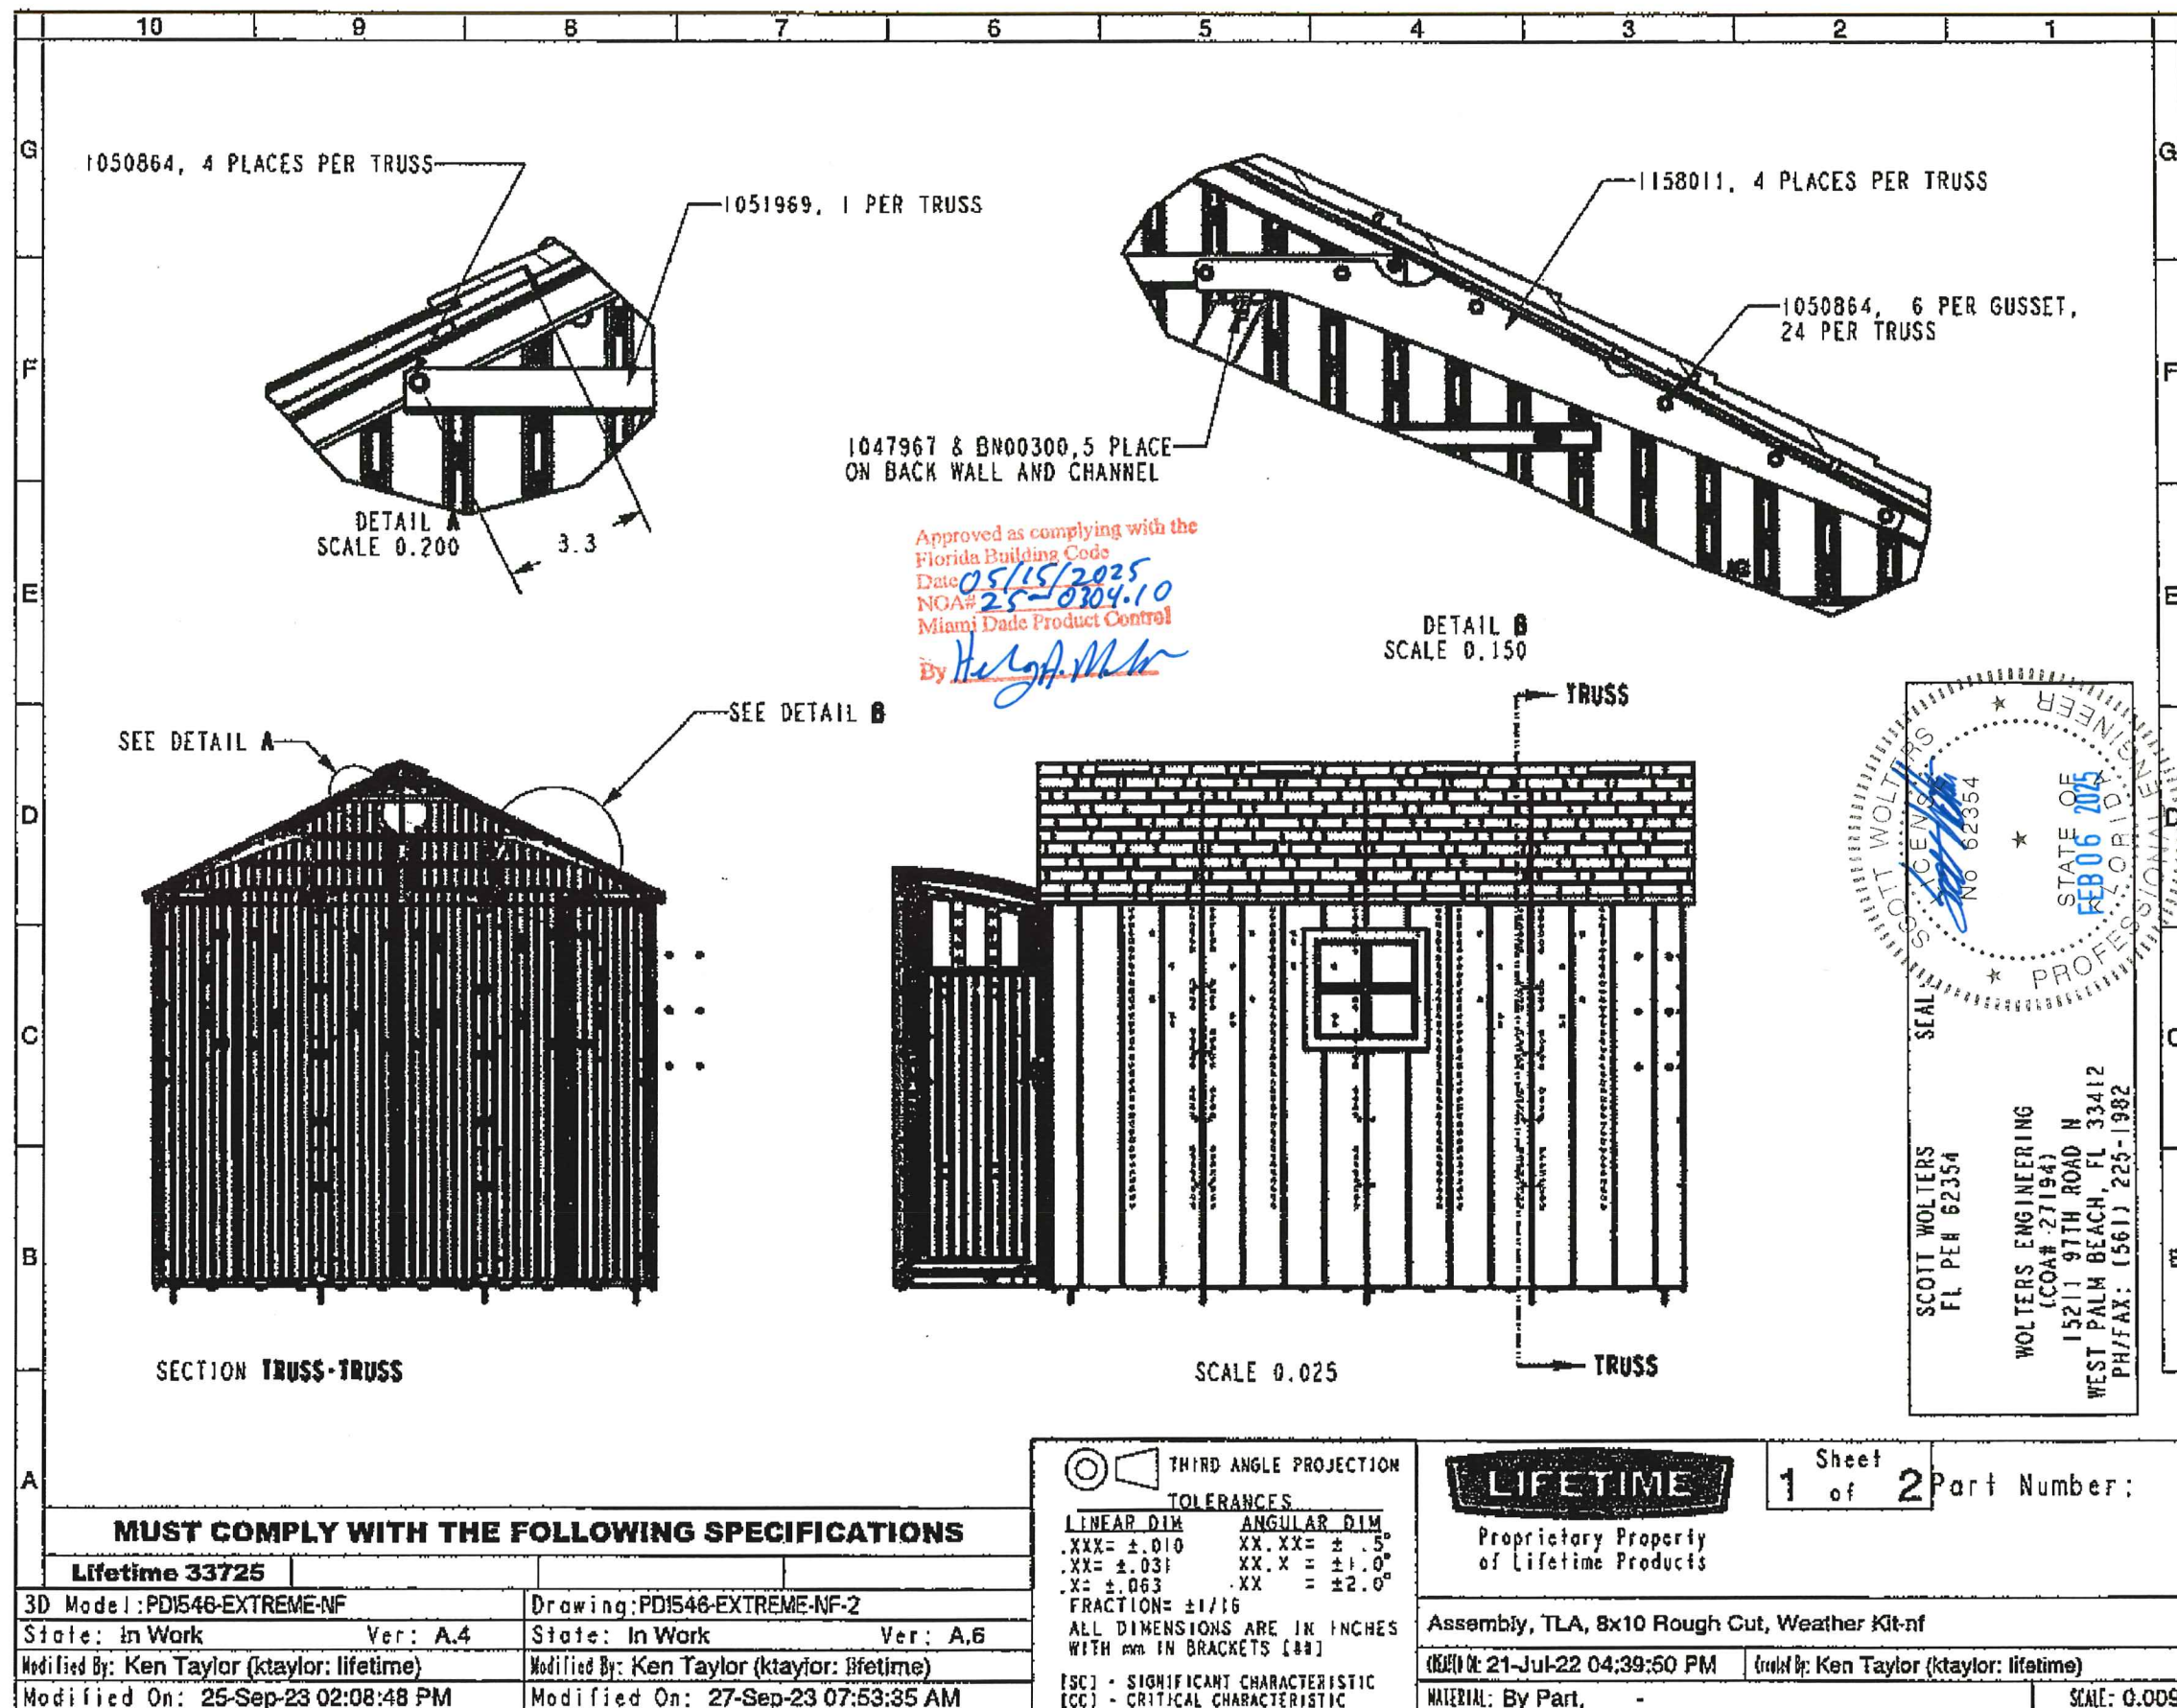 10 9 8 7 6 5 4 3 2 1
G
G
F
F
E
E
D
D
C
C
B
B
A
1050864, 4 PLACES PER TRUSS
1051969, 1 PER TRUSS
DETAIL A
SCALE 0.200
3.3
1158011, 4 PLACES PER TRUSS
1050864, 6 PER GUSSET,
24 PER TRUSS
1047967 & BN00300,5 PLACE
ON BACK WALL AND CHANNEL
DETAIL B
SCALE 0.150
Approved as complying with the
Florida Building Code
Date 05/15/2025
NOA# 25-0304.10
Miami Dade Product Control
By
SEE DETAIL A
SEE DETAIL B
SECTION TRUSS-TRUSS
TRUSS
TRUSS
SCALE 0.025
SCOTT WOLTERS
LICENSE
No 62354
STATE OF
FLORIDA
PROFESSIONAL ENGINEER
FEB 06 2025
SEAL
SCOTT WOLTERS
FL PE# 62354
WOLTERS ENGINEERING
(COA# 27194)
15211 97TH ROAD N
WEST PALM BEACH, FL 33412
PH/FAX: (561) 225-1982
MUST COMPLY WITH THE FOLLOWING SPECIFICATIONS
Lifetime 33725
3D Model:PD1546-EXTREME-NF
Drawing:PD1546-EXTREME-NF-2
State: In Work Ver: A.4
State: In Work Ver: A.6
Modified By: Ken Taylor (ktaylor: lifetime)
Modified By: Ken Taylor (ktaylor: lifetime)
Modified On: 25-Sep-23 02:08:48 PM
Modified On: 27-Sep-23 07:53:35 AM
THIRD ANGLE PROJECTION
TOLERANCES
LINEAR DIM ANGULAR DIM
.XXX= ±.010 XX.XX= ± .5°
.XX= ±.031 XX.X = ±1.0°
.X= ±.063 XX = ±2.0°
FRACTION= ±1/16
ALL DIMENSIONS ARE IN INCHES
WITH mm IN BRACKETS [##]
[SC] - SIGNIFICANT CHARACTERISTIC
[CC] - CRITICAL CHARACTERISTIC
LIFETIME
Proprietary Property
of Lifetime Products
Sheet
1 of 2
Part Number:
Assembly, TLA, 8x10 Rough Cut, Weather Kit-nf
21-Jul-22 04:39:50 PM
Created By: Ken Taylor (ktaylor: lifetime)
MATERIAL: By Part, -
SCALE: 0.009